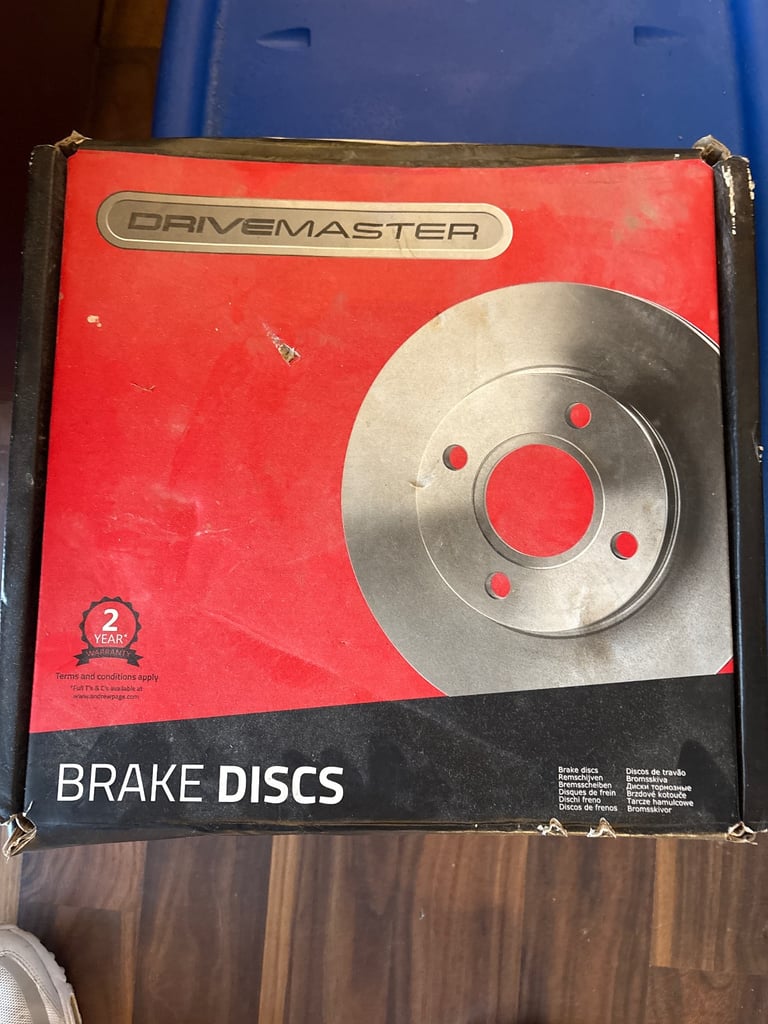 DRIVEMASTER
2
YEAR*
WARRANTY
Terms and conditions apply
*Full T's & C's available at
www.andrewpage.com
BRAKE DISCS
Brake discs
Remschijven
Bremsscheiben
Disques de frein
Dischi freno
Discos de frenos
Discos de travão
Bromsskiva
Диски тормозные
Brzdové kotouče
Tarcze hamulcowe
Bromsskivor